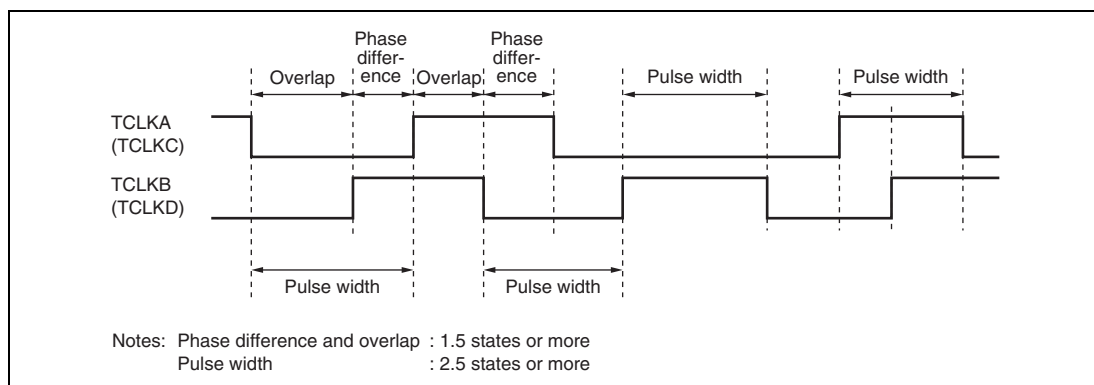 Phase
differ-
ence
Phase
differ-
ence
Overlap
Overlap
Pulse width
Pulse width
TCLKA
(TCLKC)
TCLKB
(TCLKD)
Pulse width
Pulse width
Notes: Phase difference and overlap : 1.5 states or more
Pulse width : 2.5 states or more